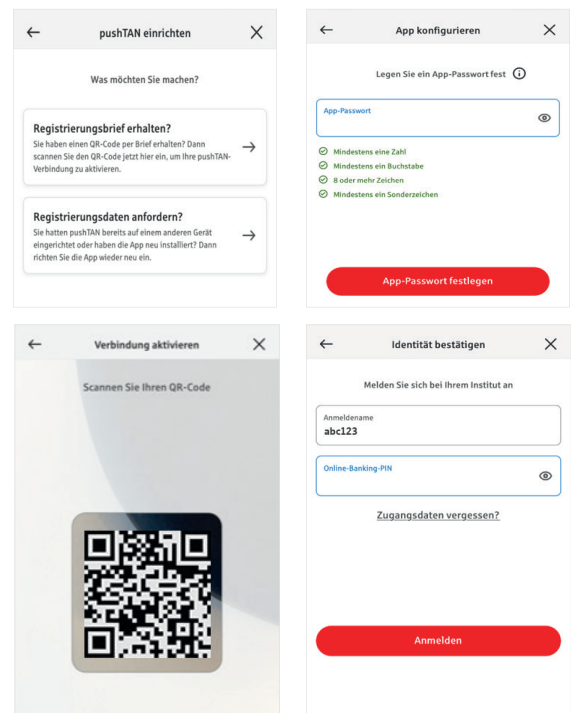 pushTAN einrichten
Was möchten Sie machen?
Registrierungsbrief erhalten?
Sie haben einen QR-Code per Brief erhalten? Dann
scannen Sie den QR-Code jetzt hier ein, um Ihre pushTAN-
Verbindung zu aktivieren.
Registrierungsdaten anfordern?
Sie hatten pushTAN bereits auf einem anderen Gerät
eingerichtet oder haben die App neu installiert? Dann
richten Sie die App wieder neu ein.
App konfigurieren
Legen Sie ein App-Passwort fest
App-Passwort
Mindestens eine Zahl
Mindestens ein Buchstabe
8 oder mehr Zeichen
Mindestens ein Sonderzeichen
App-Passwort festlegen
Verbindung aktivieren
Scannen Sie Ihren QR-Code
Identität bestätigen
Melden Sie sich bei Ihrem Institut an
Anmeldename
abc123
Online-Banking-PIN
Zugangsdaten vergessen?
Anmelden